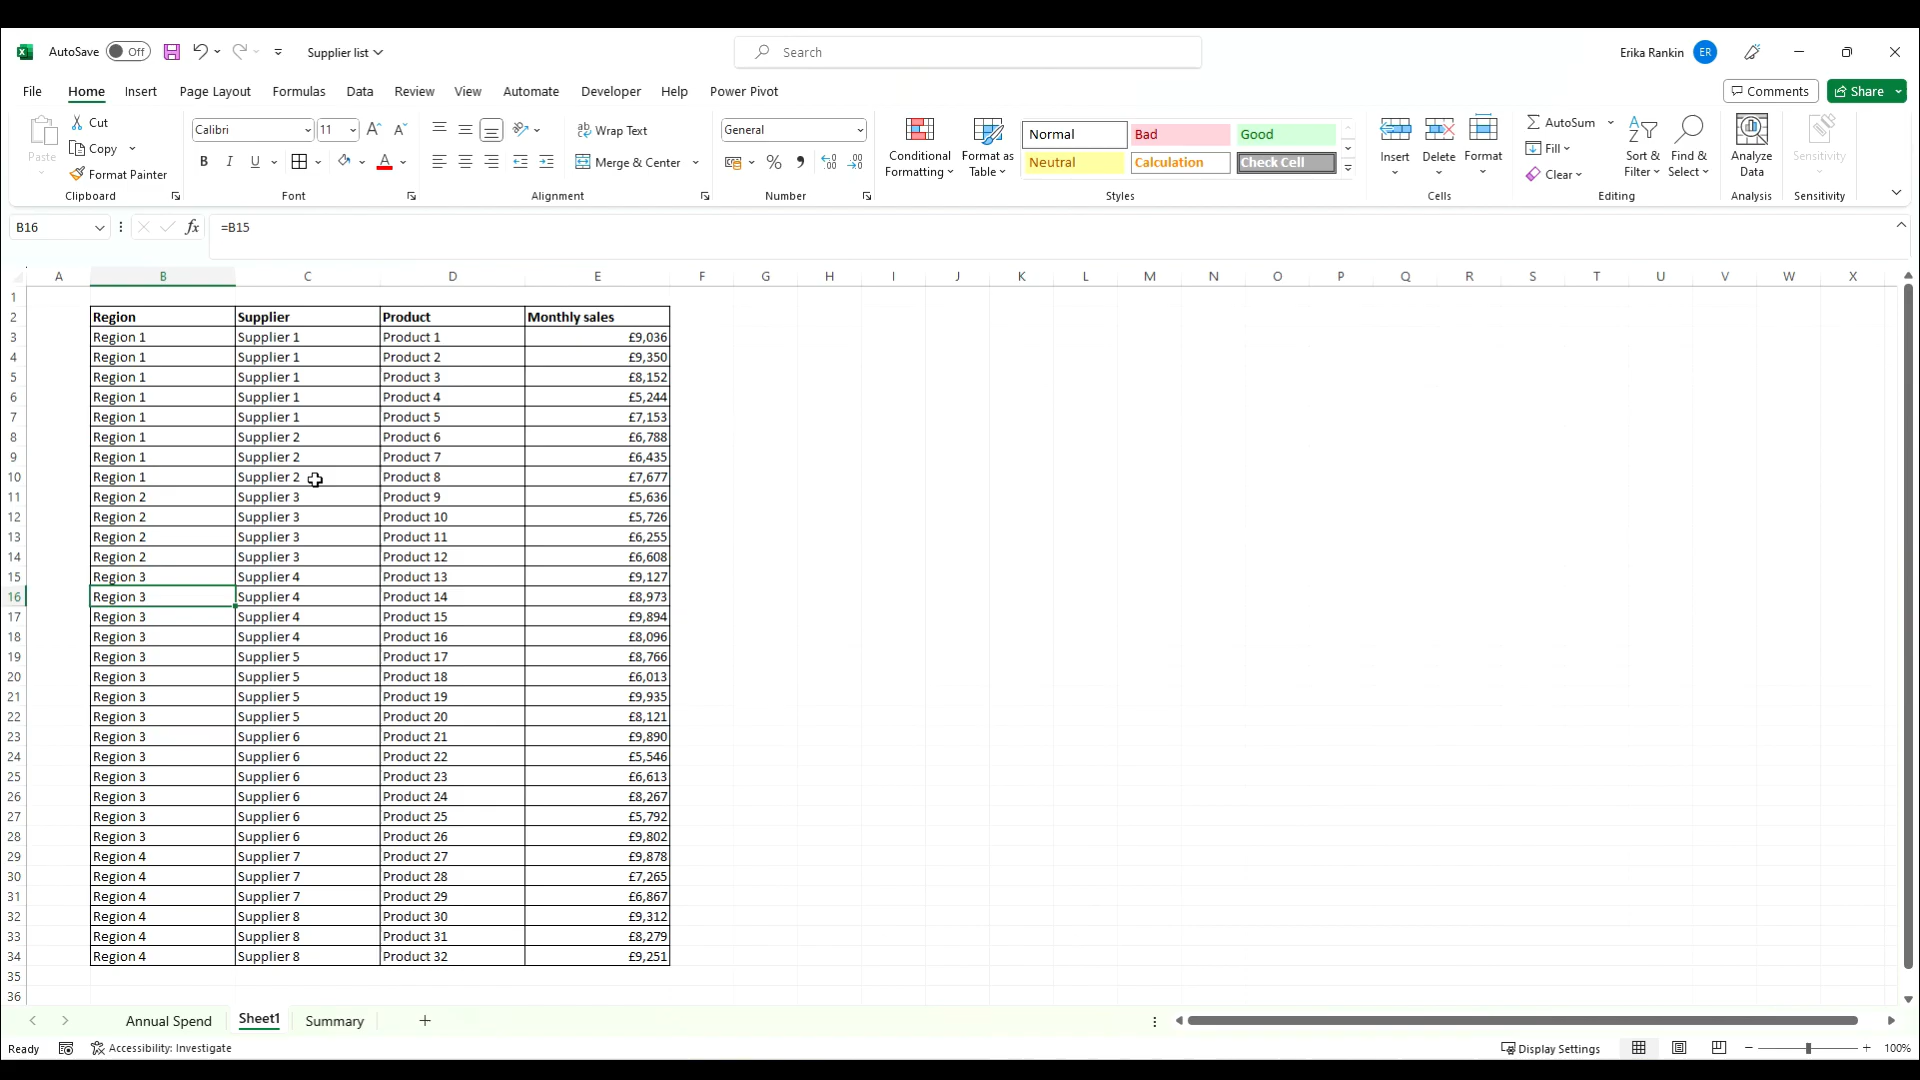 AutoSave Off Supplier list Search Erika Rankin ER
File Home Insert Page Layout Formulas Data Review View Automate Developer Help Power Pivot Comments Share
Paste Cut Copy Format Painter Clipboard
Calibri 11 B I U A Font
Wrap Text Merge & Center Alignment
General % Number
Conditional Formatting Format as Table Normal Bad Good Neutral Calculation Check Cell Styles
Insert Delete Format Cells
AutoSum Fill Clear Sort & Filter Find & Select Editing
Analyze Data Analysis
Sensitivity Sensitivity
B16 fx =B15
A B C D E F G H I J K L M N O P Q R S T U V W X
1
2 Region Supplier Product Monthly sales
3 Region 1 Supplier 1 Product 1 £9,036
4 Region 1 Supplier 1 Product 2 £9,350
5 Region 1 Supplier 1 Product 3 £8,152
6 Region 1 Supplier 1 Product 4 £5,244
7 Region 1 Supplier 1 Product 5 £7,153
8 Region 1 Supplier 2 Product 6 £6,788
9 Region 1 Supplier 2 Product 7 £6,435
10 Region 1 Supplier 2 Product 8 £7,677
11 Region 2 Supplier 3 Product 9 £5,636
12 Region 2 Supplier 3 Product 10 £5,726
13 Region 2 Supplier 3 Product 11 £6,255
14 Region 2 Supplier 3 Product 12 £6,608
15 Region 3 Supplier 4 Product 13 £9,127
16 Region 3 Supplier 4 Product 14 £8,973
17 Region 3 Supplier 4 Product 15 £9,894
18 Region 3 Supplier 4 Product 16 £8,096
19 Region 3 Supplier 5 Product 17 £8,766
20 Region 3 Supplier 5 Product 18 £6,013
21 Region 3 Supplier 5 Product 19 £9,935
22 Region 3 Supplier 5 Product 20 £8,121
23 Region 3 Supplier 6 Product 21 £9,890
24 Region 3 Supplier 6 Product 22 £5,546
25 Region 3 Supplier 6 Product 23 £6,613
26 Region 3 Supplier 6 Product 24 £8,267
27 Region 3 Supplier 6 Product 25 £5,792
28 Region 3 Supplier 6 Product 26 £9,802
29 Region 4 Supplier 7 Product 27 £9,878
30 Region 4 Supplier 7 Product 28 £7,265
31 Region 4 Supplier 7 Product 29 £6,867
32 Region 4 Supplier 8 Product 30 £9,312
33 Region 4 Supplier 8 Product 31 £8,279
34 Region 4 Supplier 8 Product 32 £9,251
35
36
Annual Spend Sheet1 Summary
Ready Accessibility: Investigate Display Settings 100%